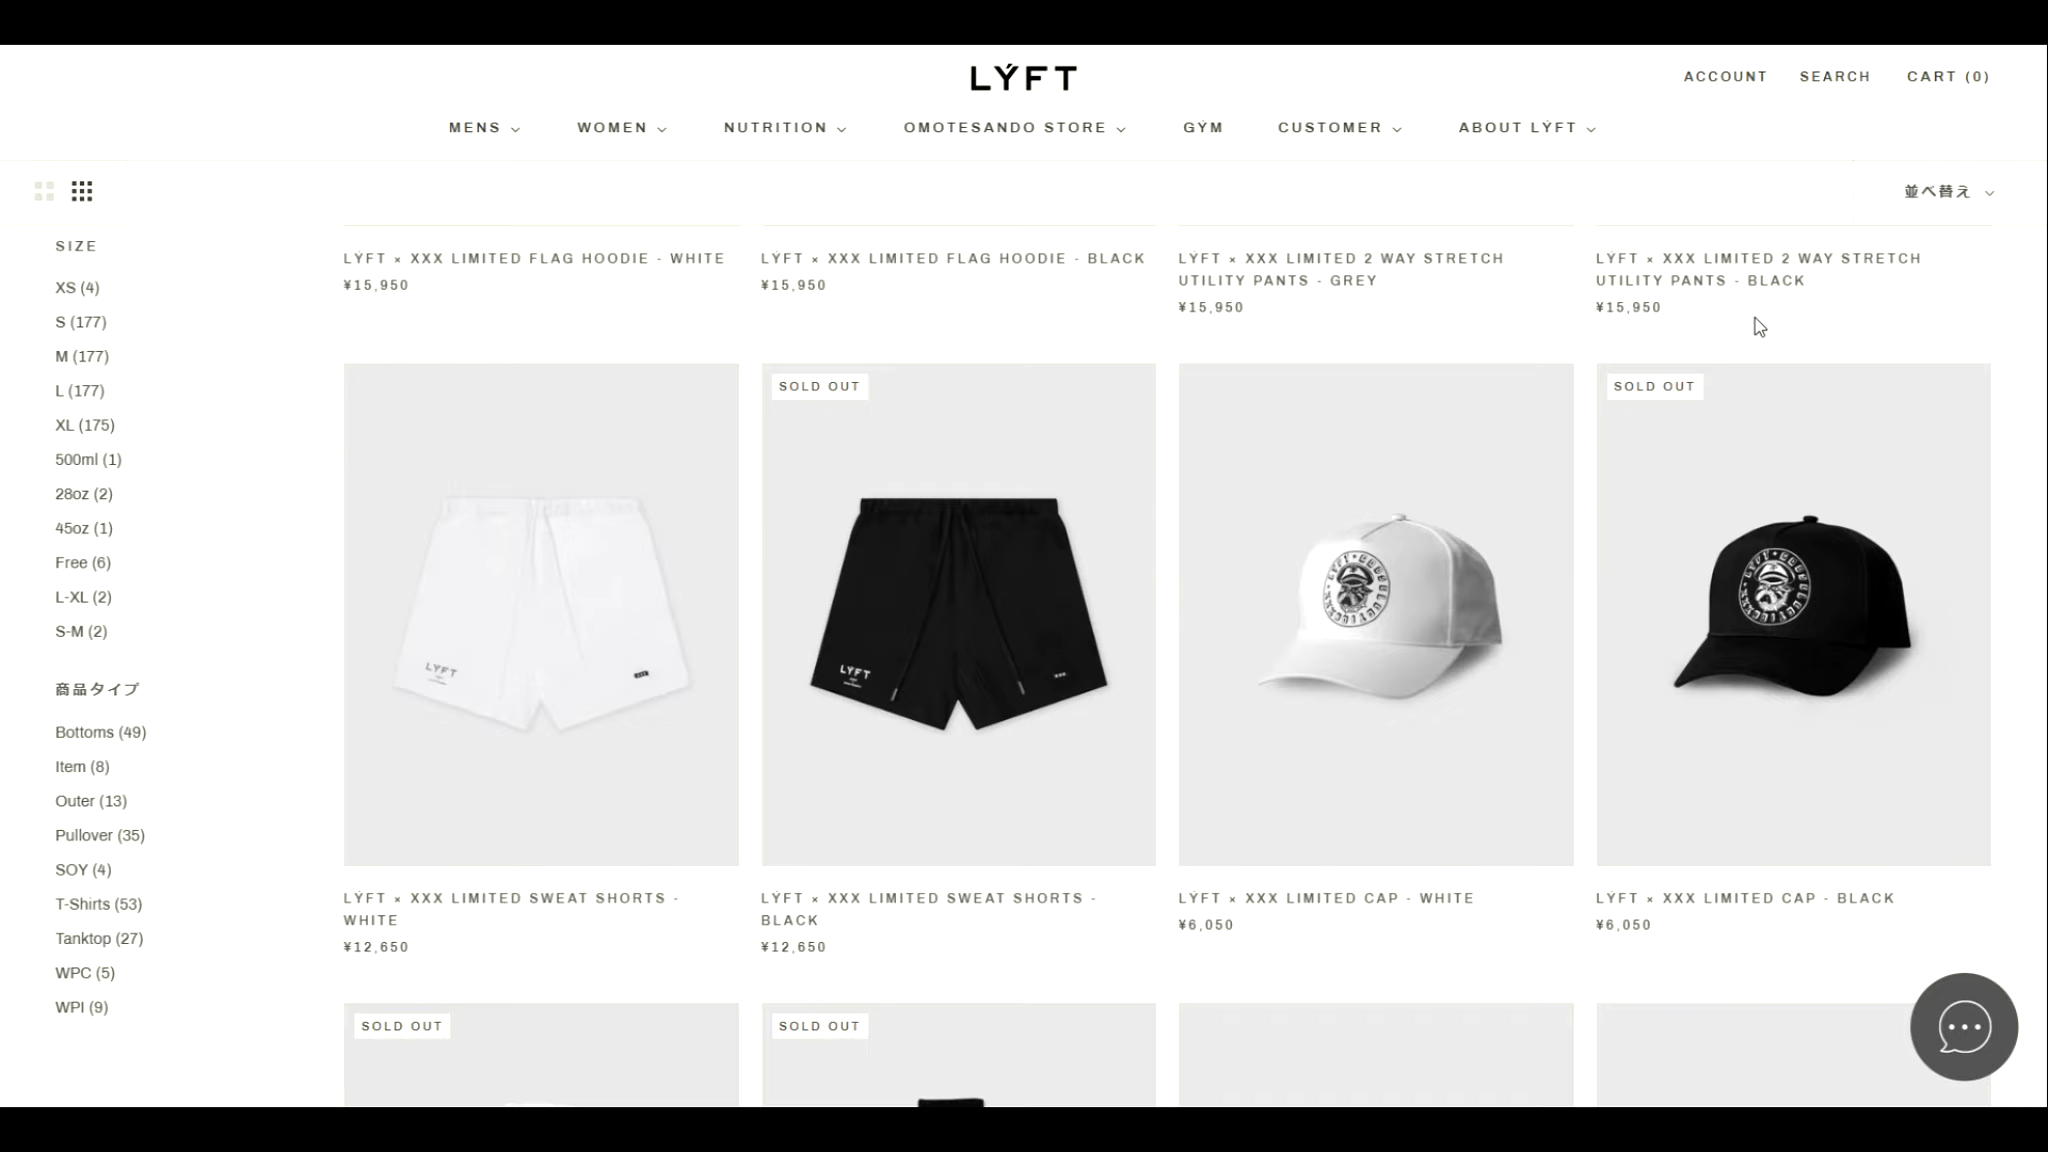 LÝFT
ACCOUNT
SEARCH
CART (0)
MENS
WOMEN
NUTRITION
OMOTESANDO STORE
GÝM
CUSTOMER
ABOUT LÝFT
並べ替え
SIZE
XS (4)
S (177)
M (177)
L (177)
XL (175)
500ml (1)
28oz (2)
45oz (1)
Free (6)
L-XL (2)
S-M (2)
商品タイプ
Bottoms (49)
Item (8)
Outer (13)
Pullover (35)
SOY (4)
T-Shirts (53)
Tanktop (27)
WPC (5)
WPI (9)
LÝFT × XXX LIMITED FLAG HOODIE - WHITE
¥15,950
LÝFT × XXX LIMITED FLAG HOODIE - BLACK
¥15,950
LÝFT × XXX LIMITED 2 WAY STRETCH
UTILITY PANTS - GREY
¥15,950
LÝFT × XXX LIMITED 2 WAY STRETCH
UTILITY PANTS - BLACK
¥15,950
LÝFT
SOLD OUT
LÝFT
SOLD OUT
LÝFT × XXX LIMITED SWEAT SHORTS -
WHITE
¥12,650
LÝFT × XXX LIMITED SWEAT SHORTS -
BLACK
¥12,650
LÝFT × XXX LIMITED CAP - WHITE
¥6,050
LÝFT × XXX LIMITED CAP - BLACK
¥6,050
SOLD OUT
SOLD OUT